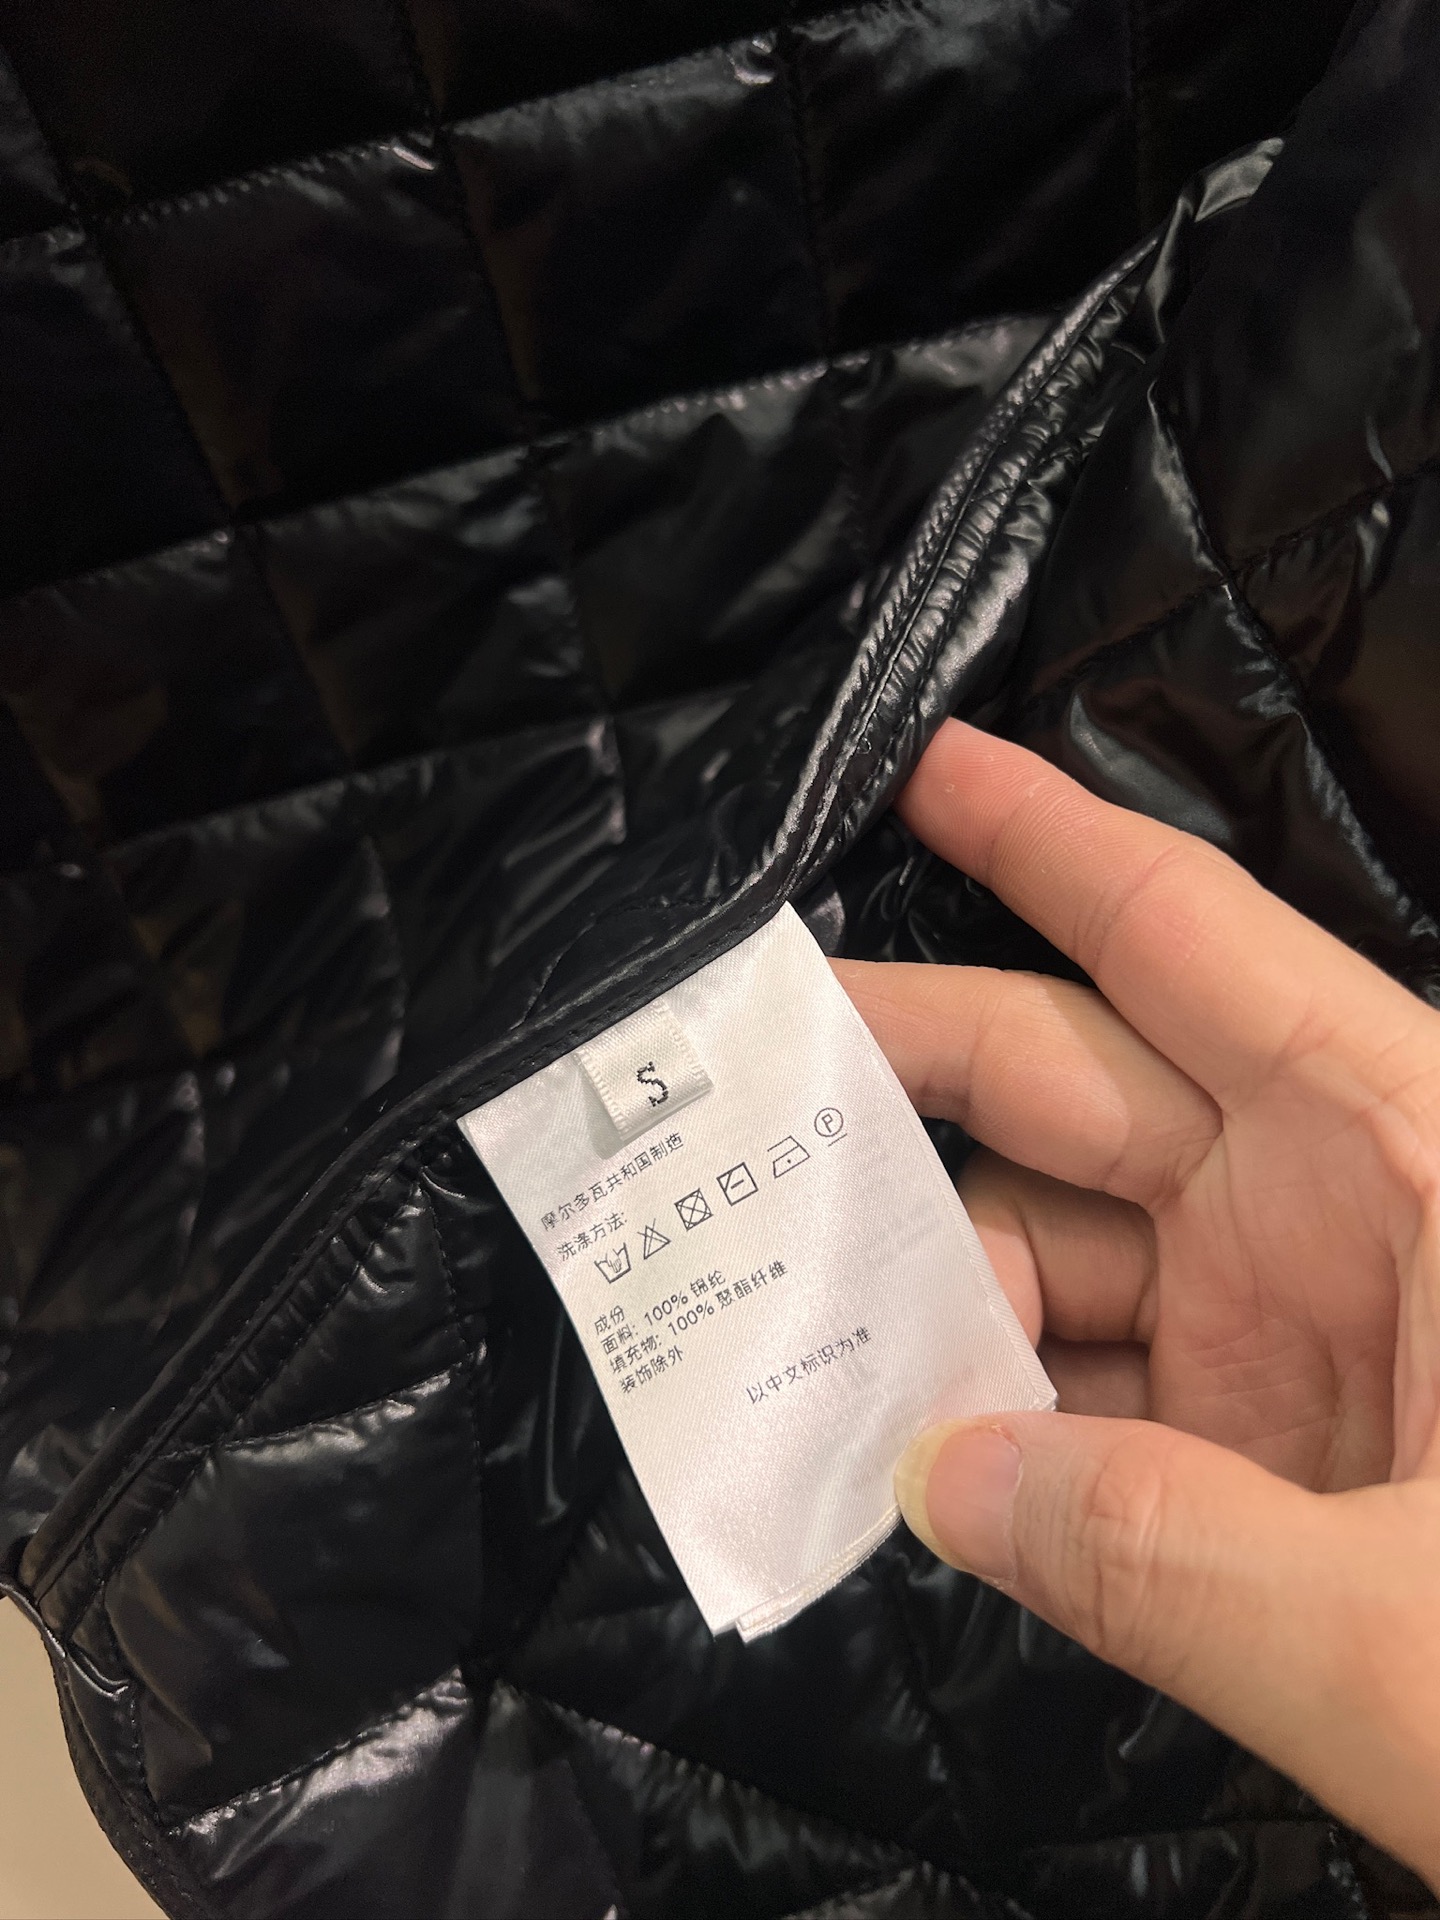 S
摩尔多瓦共和国制造
洗涤方法:
P
成份
面料: 100% 锦纶
填充物: 100% 聚酯纤维
装饰除外
以中文标识为准